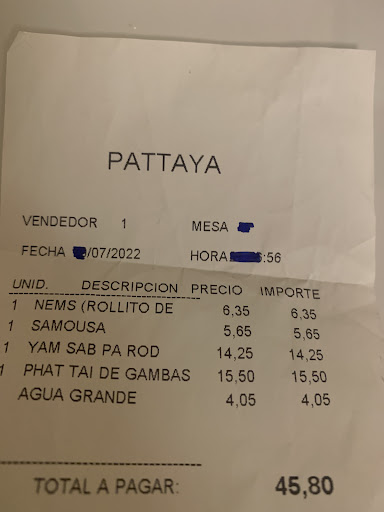 PATTAYA
VENDEDOR 1 MESA
FECHA /07/2022 HORA :56
UNID. DESCRIPCION PRECIO IMPORTE
1 NEMS (ROLLITO DE 6,35 6,35
1 SAMOUSA 5,65 5,65
1 YAM SAB PA ROD 14,25 14,25
1 PHAT TAI DE GAMBAS 15,50 15,50
AGUA GRANDE 4,05 4,05
TOTAL A PAGAR: 45,80